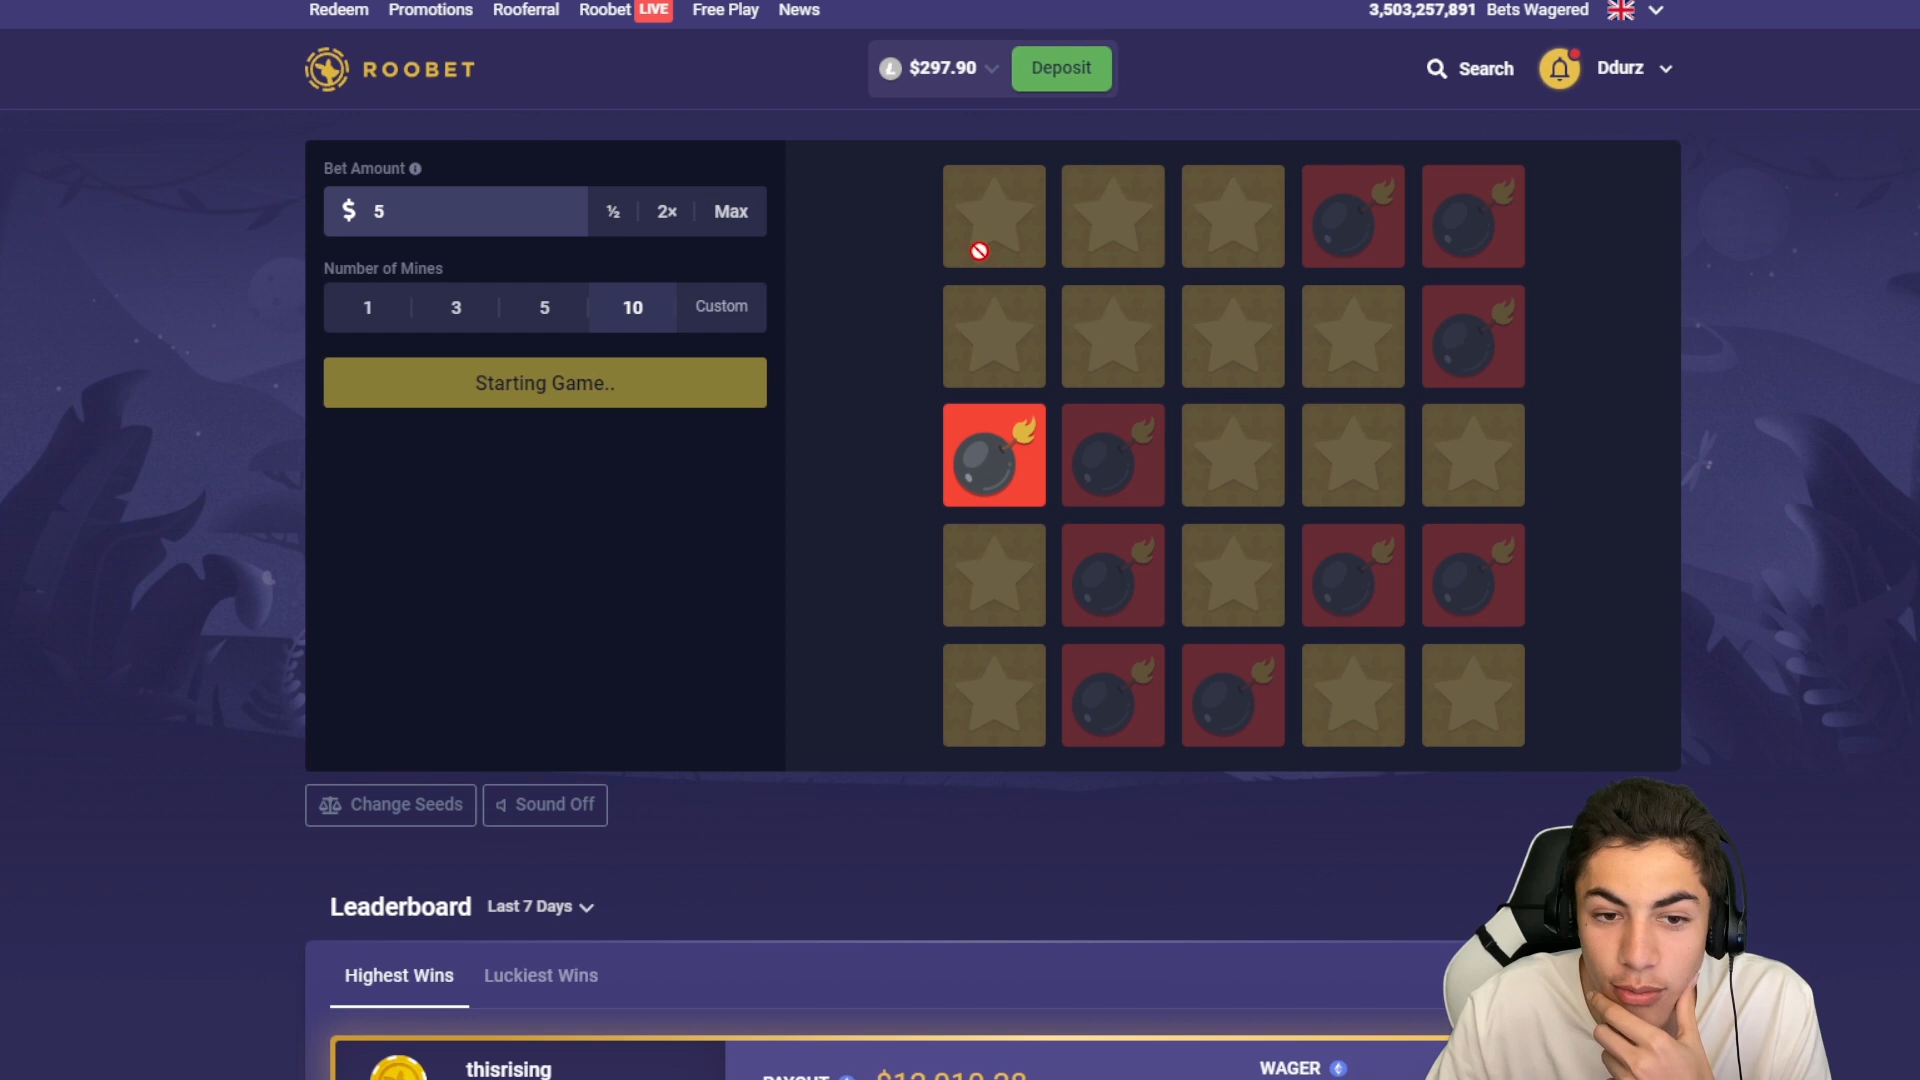 Redeem Promotions Rooferral Roobet LIVE Free Play News 3,503,257,891 Bets Wagered
ROOBET $297.90 Deposit Search Ddurz
Bet Amount
$ 5 ½ 2× Max
Number of Mines
1 3 5 10 Custom
Starting Game..
Change Seeds Sound Off
Leaderboard Last 7 Days
Highest Wins Luckiest Wins
thisrising WAGER
PAYOUT